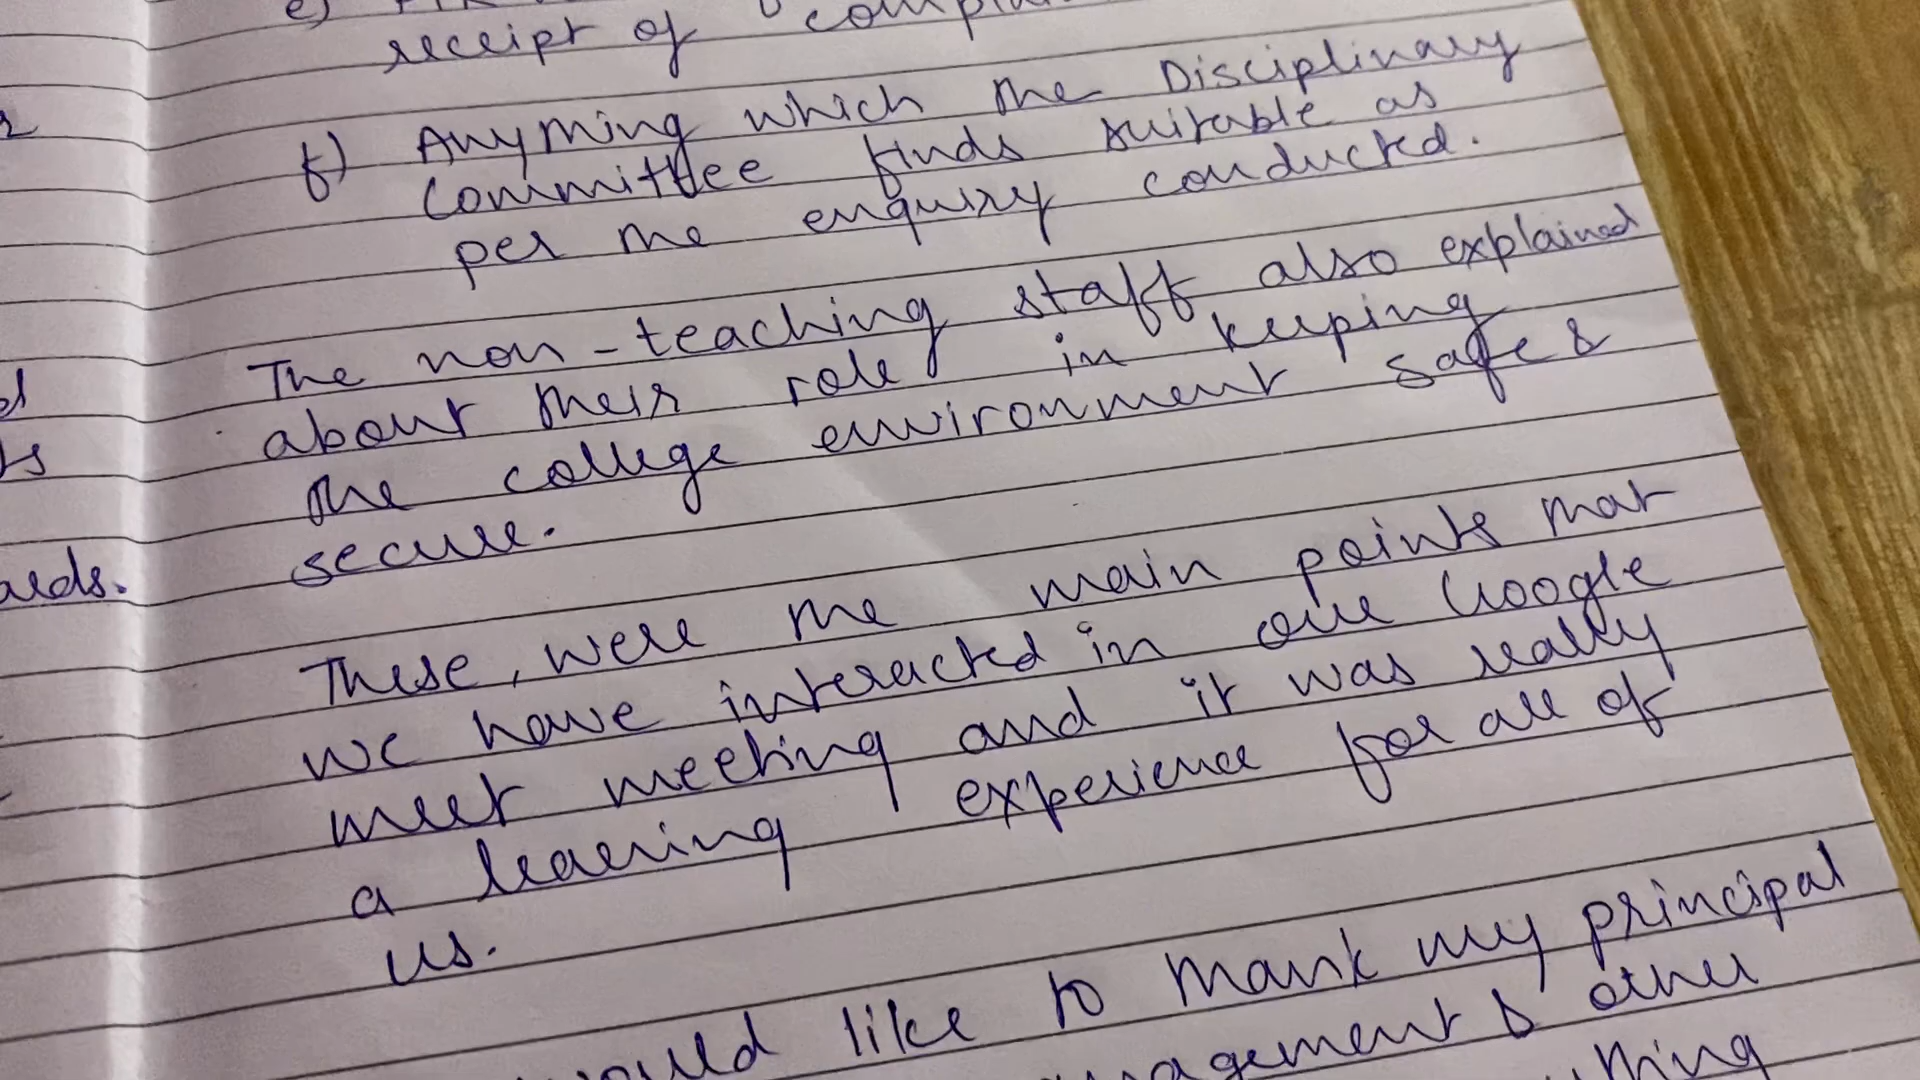 e)
receipt of
f) Anything which the Disciplinary
Committee finds suitable as
per the enquiry conducted.
The non-teaching staff also explained
about their role in keeping
the college environment safe &
secure.
These, were the main points that
we have interacted in our Google
meet meeting and it was really
a learning experience for all of
us.
would like to thank my principal
& other